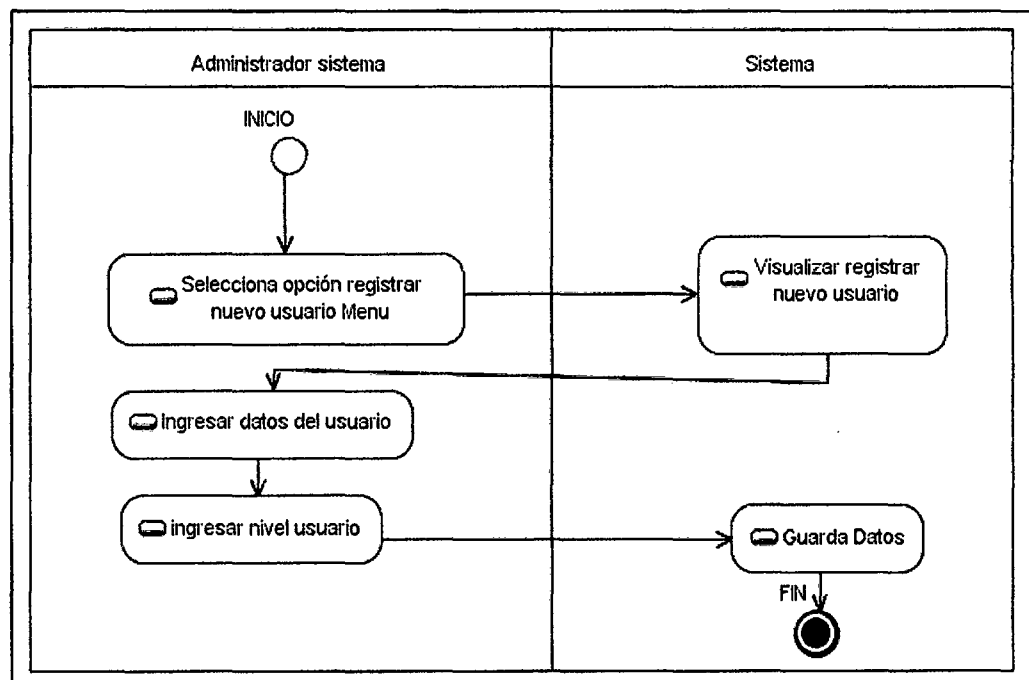 Administrador sistema
Sistema
INICIO
Selecciona opción registrar
nuevo usuario Menu
Visualizar registrar
nuevo usuario
Ingresar datos del usuario
ingresar nivel usuario
Guarda Datos
FIN